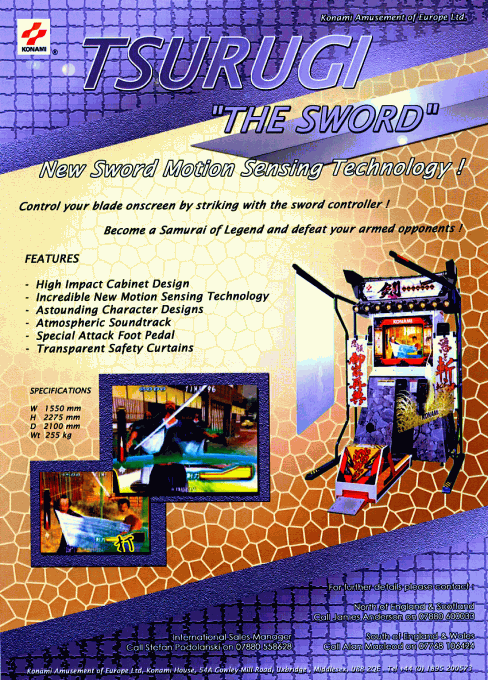 Konami Amusement of Europe Ltd.
KONAMI ®
TSURUGI
"THE SWORD"
New Sword Motion Sensing Technology !
Control your blade onscreen by striking with the sword controller !
Become a Samurai of Legend and defeat your armed opponents !
FEATURES
- High Impact Cabinet Design
- Incredible New Motion Sensing Technology
- Astounding Character Designs
- Atmospheric Soundtrack
- Special Attack Foot Pedal
- Transparent Safety Curtains
KONAMI
KONAMI
SPECIFICATIONS
W 1550 mm
H 2275 mm
D 2100 mm
Wt 255 kg
For further details please contact :
North of England & Scotland
Call James Anderson on 07880 600033
International Sales Manager
Call Stefan Podolanski on 07880 558628
South of England & Wales
Call Alan Macleod on 07768 106424
Konami Amusement of Europe Ltd, Konami House, 54A Cowley Mill Road, Uxbridge, Middlesex, UB8 2QE . Tel +44 (0) 1895 200573